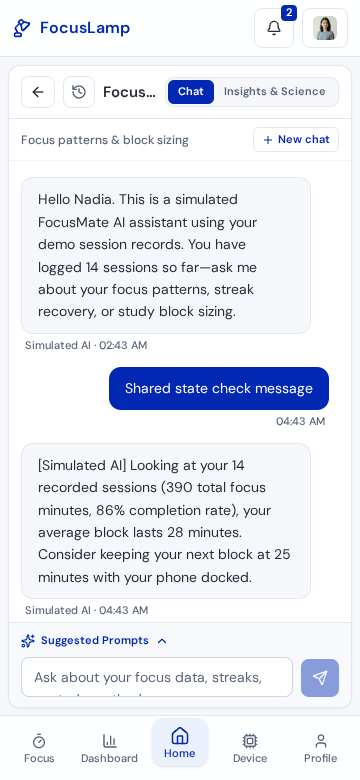 FocusLamp
2
Focus...
Chat
Insights & Science
Focus patterns & block sizing
New chat
Hello Nadia. This is a simulated
FocusMate AI assistant using your
demo session records. You have
logged 14 sessions so far—ask me
about your focus patterns, streak
recovery, or study block sizing.
Simulated AI · 02:43 AM
Shared state check message
04:43 AM
[Simulated AI] Looking at your 14
recorded sessions (390 total focus
minutes, 86% completion rate), your
average block lasts 28 minutes.
Consider keeping your next block at 25
minutes with your phone docked.
Simulated AI · 04:43 AM
Suggested Prompts
Ask about your focus data, streaks,
Focus
Dashboard
Home
Device
Profile